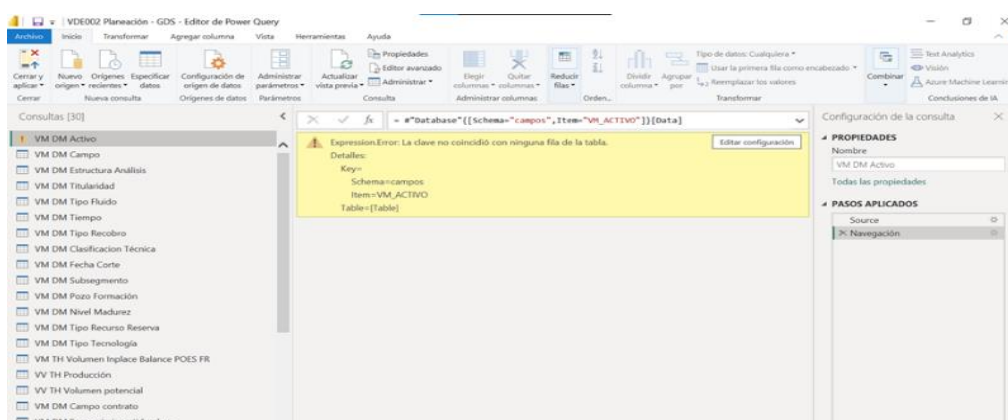 VDE002 Planeación - GDS - Editor de Power Query
Archivo Inicio Transformar Agregar columna Vista Herramientas Ayuda
Cerrar y aplicar
Nuevo origen
Orígenes recientes
Especificar datos
Configuración de origen de datos
Administrar parámetros
Actualizar vista previa
Propiedades
Editor avanzado
Administrar
Elegir columnas
Quitar columnas
Reducir filas
Dividir columna
Agrupar por
Tipo de datos: Cualquiera
Usar la primera fila como encabezado
Reemplazar los valores
Combinar
Text Analytics
Visión
Azure Machine Learnin
Cerrar Nueva consulta Orígenes de datos Parámetros Consulta Administrar columnas Orden... Transformar Conclusiones de IA
Consultas [30]
VM DM Activo
VM DM Campo
VM DM Estructura Análisis
VM DM Titularidad
VM DM Tipo Fluido
VM DM Tiempo
VM DM Tipo Recobro
VM DM Clasificacion Técnica
VM DM Fecha Corte
VM DM Subsegmento
VM DM Pozo Formación
VM DM Nivel Madurez
VM DM Tipo Recurso Reserva
VM DM Tipo Tecnología
VM TH Volumen Inplace Balance POES FR
VV TH Producción
VV TH Volumen potencial
VM DM Campo contrato
fx = #"Database"{[Schema="campos",Item="VM_ACTIVO"]}[Data]
Expression.Error: La clave no coincidió con ninguna fila de la tabla.
Editar configuración
Detalles:
Key=
Schema=campos
Item=VM_ACTIVO
Table=[Table]
Configuración de la consulta
PROPIEDADES
Nombre
VM DM Activo
Todas las propiedades
PASOS APLICADOS
Source
Navegación